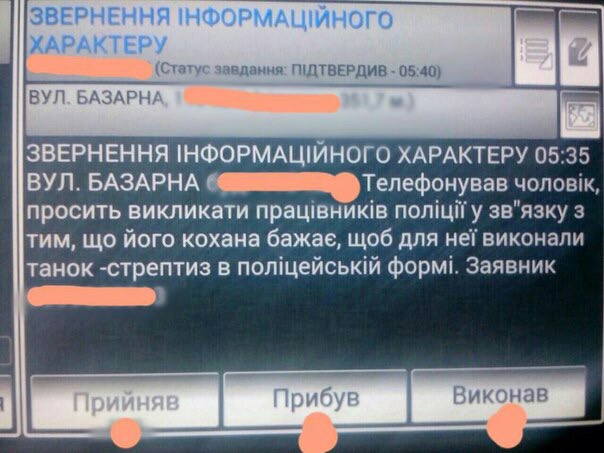 ЗВЕРНЕННЯ ІНФОРМАЦІЙНОГО
ХАРАКТЕРУ
(Статус завдання: ПІДТВЕРДИВ - 05:40)
ВУЛ. БАЗАРНА, 351,7 м.)
ЗВЕРНЕННЯ ІНФОРМАЦІЙНОГО ХАРАКТЕРУ 05:35
ВУЛ. БАЗАРНА Телефонував чоловік,
просить викликати працівників поліції у зв"язку з
тим, що його кохана бажає, щоб для неї виконали
танок -стрептиз в поліцейській формі. Заявник
Прийняв
Прибув
Виконав